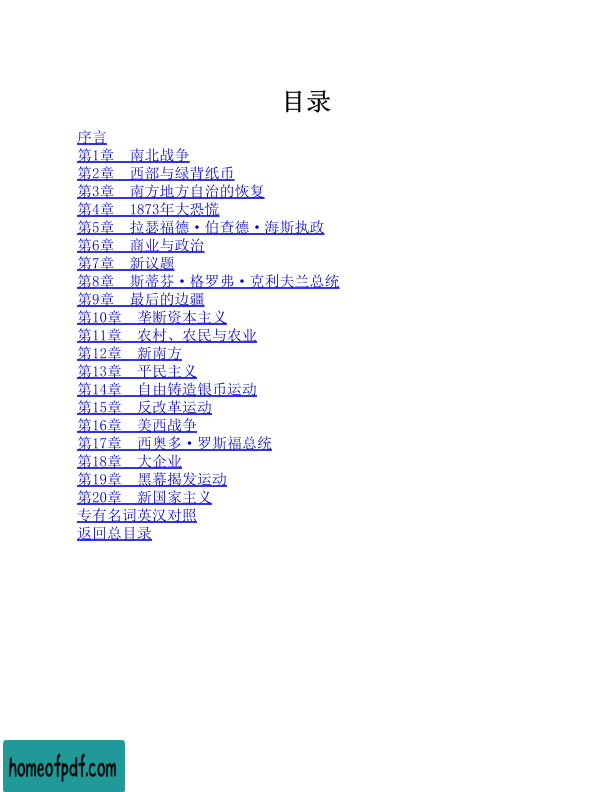 目录
序言
第1章　南北战争
第2章　西部与绿背纸币
第3章　南方地方自治的恢复
第4章　1873年大恐慌
第5章　拉瑟福德·伯查德·海斯执政
第6章　商业与政治
第7章　新议题
第8章　斯蒂芬·格罗弗·克利夫兰总统
第9章　最后的边疆
第10章　垄断资本主义
第11章　农村、农民与农业
第12章　新南方
第13章　平民主义
第14章　自由铸造银币运动
第15章　反改革运动
第16章　美西战争
第17章　西奥多·罗斯福总统
第18章　大企业
第19章　黑幕揭发运动
第20章　新国家主义
专有名词英汉对照
返回总目录
homeofpdf.com